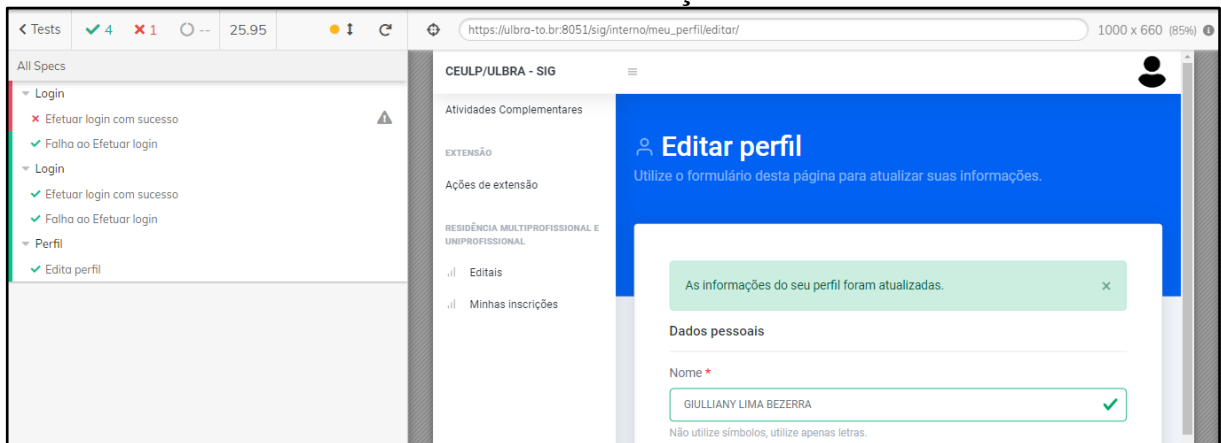 Tests
4
1
--
25.95
https://ulbra-to.br:8051/sig/interno/meu_perfil/editar/
1000 x 660 (85%)
All Specs
Login
Efetuar login com sucesso
Falha ao Efetuar login
Login
Efetuar login com sucesso
Falha ao Efetuar login
Perfil
Edita perfil
CEULP/ULBRA - SIG
Atividades Complementares
EXTENSÃO
Ações de extensão
RESIDÊNCIA MULTIPROFISSIONAL E
UNIPROFISSIONAL
Editais
Minhas inscrições
Editar perfil
Utilize o formulário desta página para atualizar suas informações.
As informações do seu perfil foram atualizadas. ×
Dados pessoais
Nome *
GIULLIANY LIMA BEZERRA
Não utilize símbolos, utilize apenas letras.